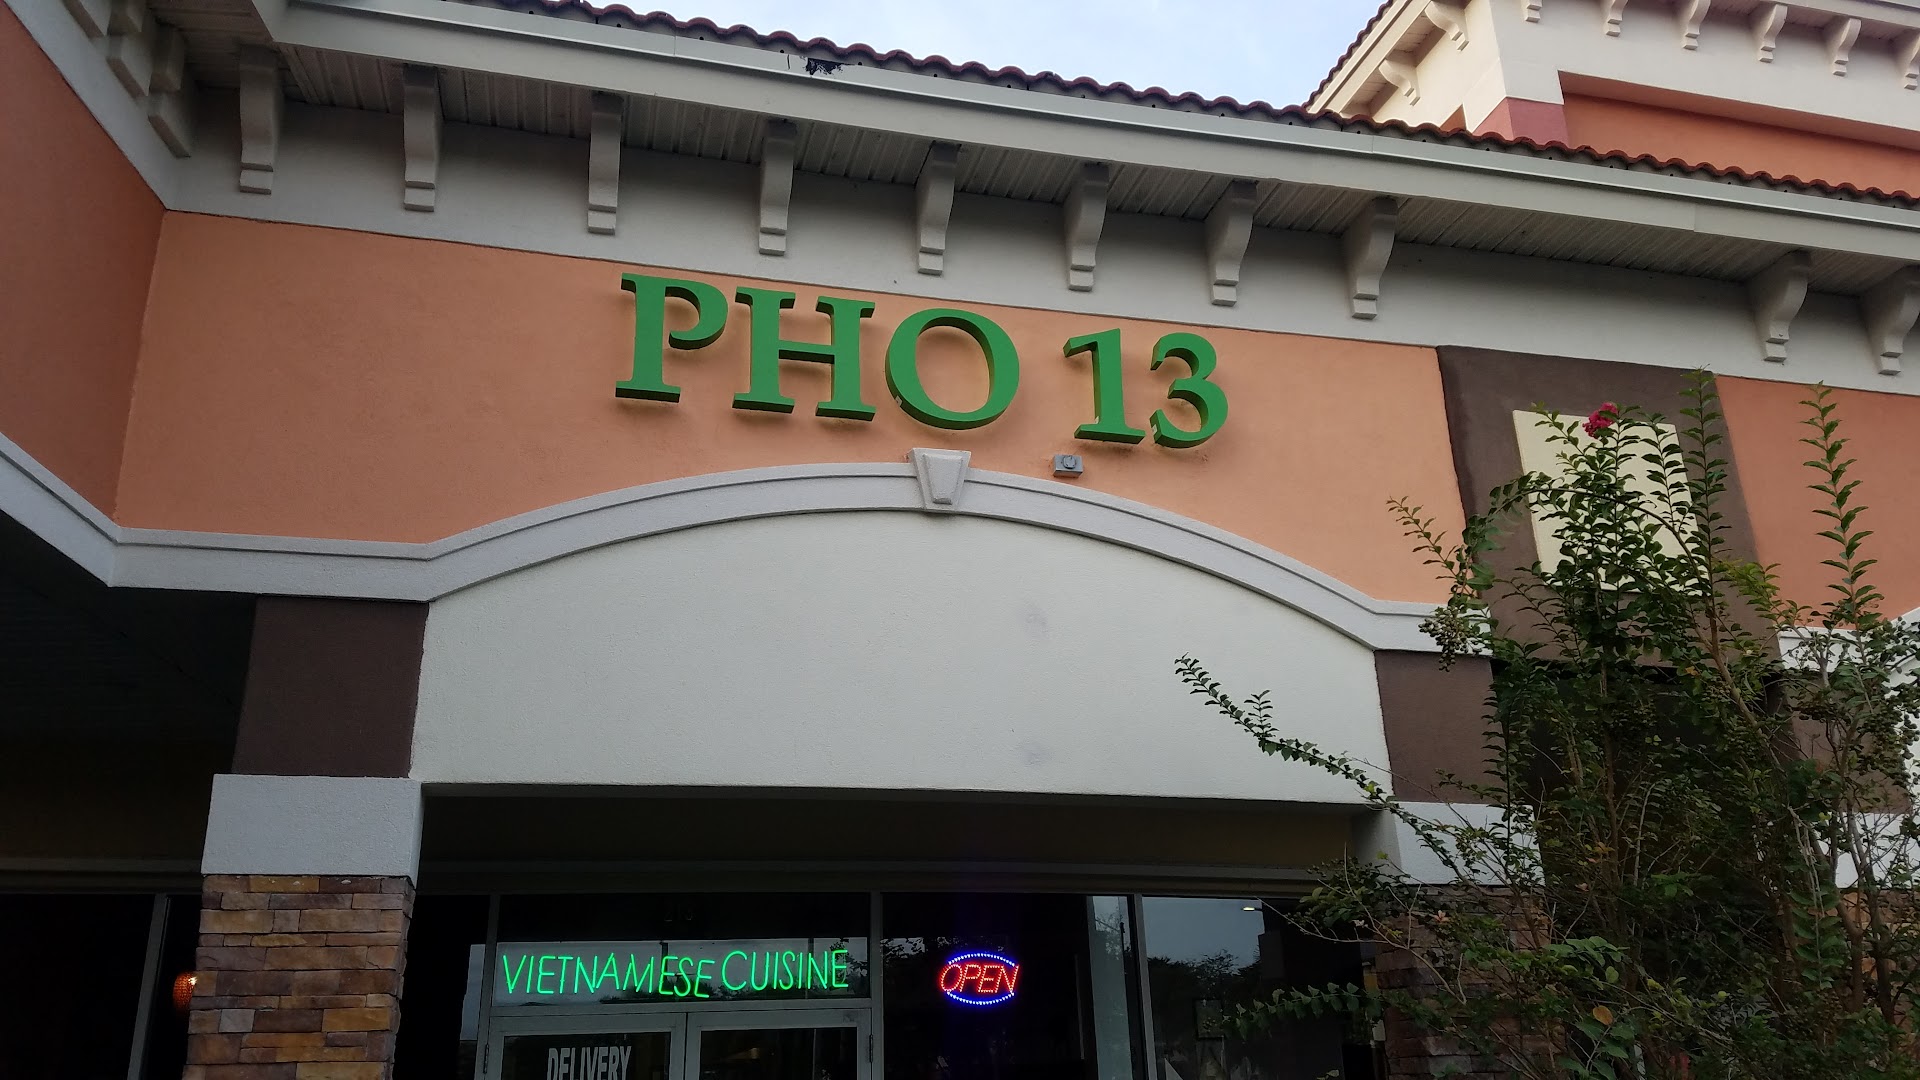 PHO 13
VIETNAMESE CUISINE
OPEN
DELIVERY